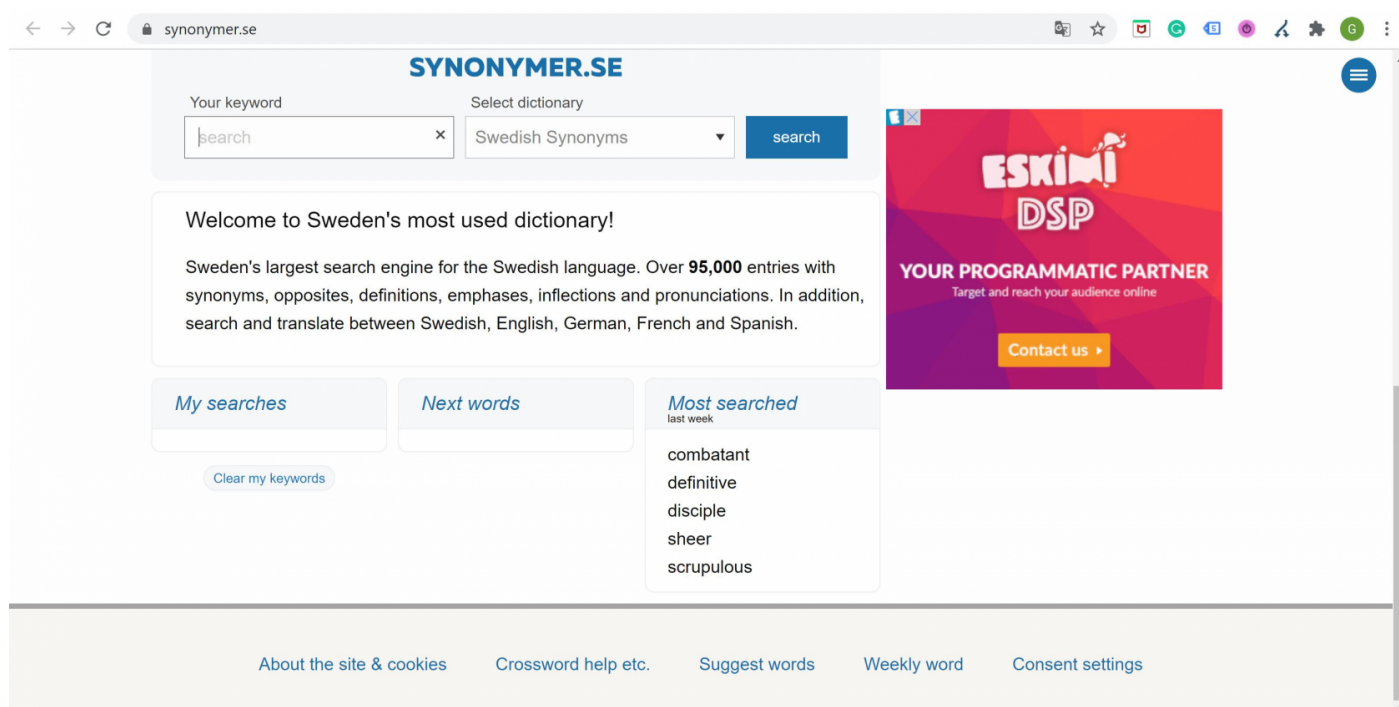 synonymer.se
G
SYNONYMER.SE
Your keyword
Select dictionary
search
Swedish Synonyms
search
Welcome to Sweden's most used dictionary!
Sweden's largest search engine for the Swedish language. Over 95,000 entries with
synonyms, opposites, definitions, emphases, inflections and pronunciations. In addition,
search and translate between Swedish, English, German, French and Spanish.
ESKIMI
DSP
YOUR PROGRAMMATIC PARTNER
Target and reach your audience online
Contact us
My searches
Next words
Most searched
last week
Clear my keywords
combatant
definitive
disciple
sheer
scrupulous
About the site & cookies
Crossword help etc.
Suggest words
Weekly word
Consent settings